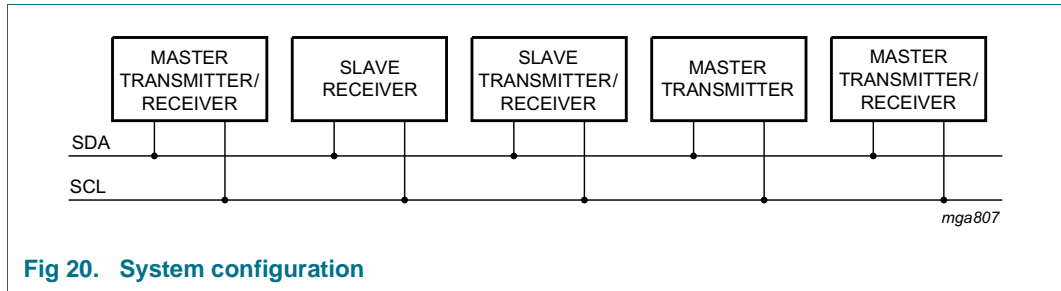 MASTER
TRANSMITTER/
RECEIVER
SLAVE
RECEIVER
SLAVE
TRANSMITTER/
RECEIVER
MASTER
TRANSMITTER
MASTER
TRANSMITTER/
RECEIVER
SDA
SCL
mga807
Fig 20. System configuration